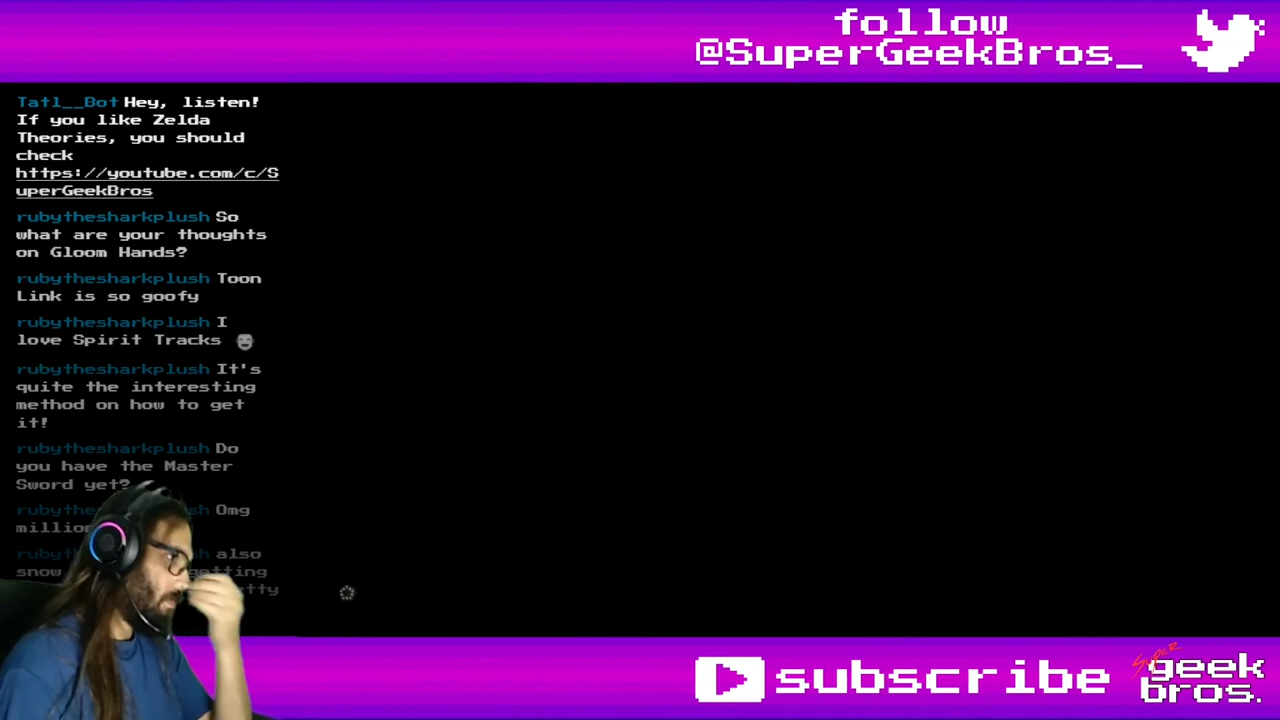 follow
@SuperGeekBros_
Tatl__Bot Hey, listen!
If you like Zelda
Theories, you should
check
https://youtube.com/c/S
uperGeekBros
rubythesharkplush So
what are your thoughts
on Gloom Hands?
rubythesharkplush Toon
Link is so goofy
rubythesharkplush I
love Spirit Tracks
rubythesharkplush It's
quite the interesting
method on how to get
it!
rubythesharkplush Do
you have the Master
Sword yet?
Omg
also
snow getting
subscribe
Super
geek
bros.